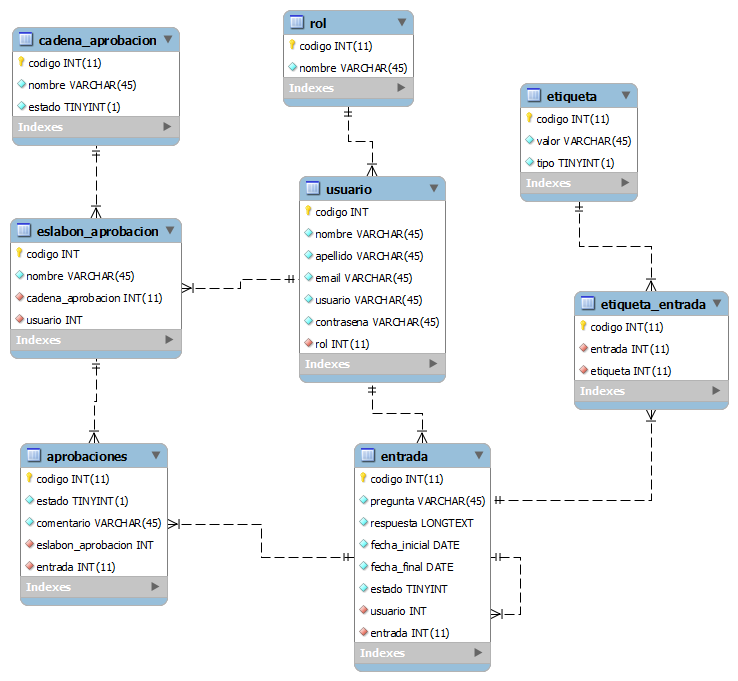 cadena_aprobacion
codigo INT(11)
nombre VARCHAR(45)
estado TINYINT(1)
Indexes
rol
codigo INT(11)
nombre VARCHAR(45)
Indexes
etiqueta
codigo INT(11)
valor VARCHAR(45)
tipo TINYINT(1)
Indexes
usuario
codigo INT
nombre VARCHAR(45)
apellido VARCHAR(45)
email VARCHAR(45)
usuario VARCHAR(45)
contrasena VARCHAR(45)
rol INT(11)
Indexes
eslabon_aprobacion
codigo INT
nombre VARCHAR(45)
cadena_aprobacion INT(11)
usuario INT
Indexes
etiqueta_entrada
codigo INT(11)
entrada INT(11)
etiqueta INT(11)
Indexes
aprobaciones
codigo INT(11)
estado TINYINT(1)
comentario VARCHAR(45)
eslabon_aprobacion INT
entrada INT(11)
Indexes
entrada
codigo INT(11)
pregunta VARCHAR(45)
respuesta LONGTEXT
fecha_inicial DATE
fecha_final DATE
estado TINYINT
usuario INT
entrada INT(11)
Indexes